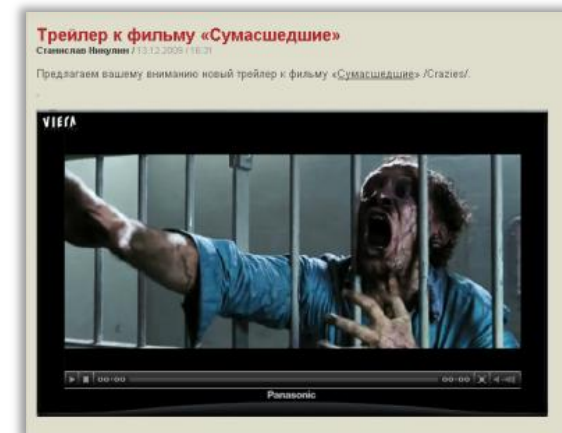 Трейлер к фильму «Сумасшедшие»
Станислав Никулин / 13.12.2009 / 16:31
Предлагаем вашему вниманию новый трейлер к фильму «Сумасшедшие» /Crazies/.
VIERA
00:00 00:00
Panasonic